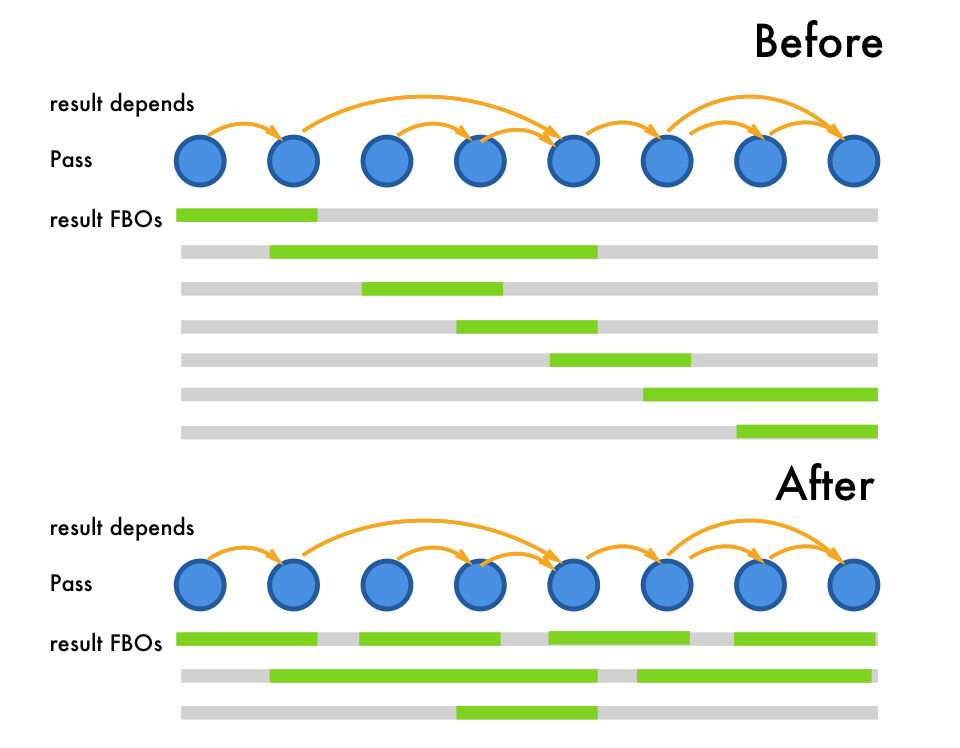 Before
result depends
Pass
result FBOs
After
result depends
Pass
result FBOs